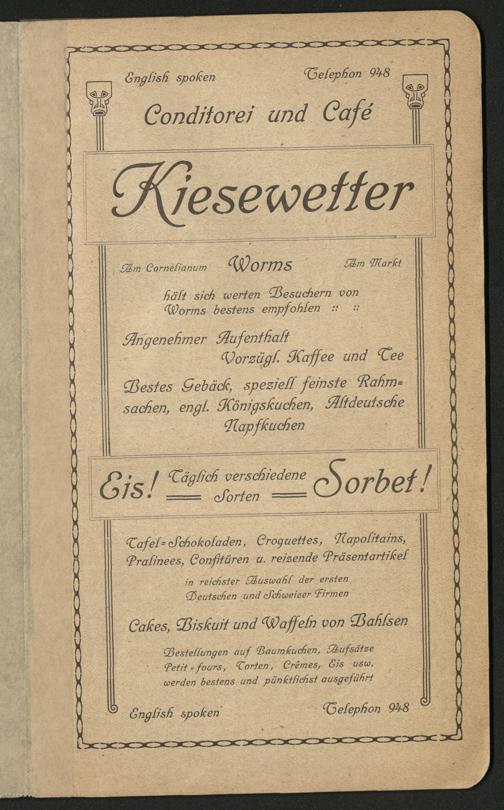 English spoken Telephon 948
Conditorei und Café
Kiesewetter
Am Cornelianum Worms Am Markt
hält sich werten Besuchern von
Worms bestens empfohlen :: ::
Angenehmer Aufenthalt
Vorzügl. Kaffee und Tee
Bestes Gebäck, speziell feinste Rahm=
sachen, engl. Königskuchen, Altdeutsche
Napfkuchen
Eis! Täglich verschiedene Sorten Sorbet!
Tafel=Schokoladen, Croquettes, Napolitains,
Pralinees, Confitüren u. reizende Präsentartikel
in reichster Auswahl der ersten
Deutschen und Schweizer Firmen
Cakes, Biskuit und Waffeln von Bahlsen
Bestellungen auf Baumkuchen, Aufsätze
Petit=fours, Torten, Crêmes, Eis usw.
werden bestens und pünktlichst ausgeführt
English spoken Telephon 948